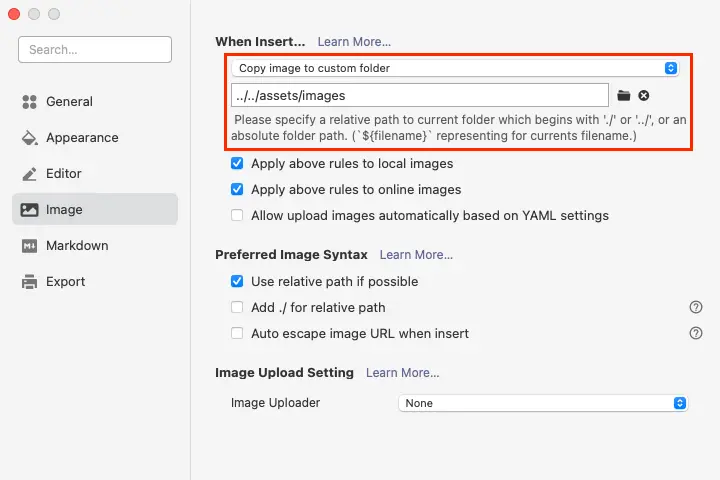 Search...
General
Appearance
Editor
Image
Markdown
Export
When Insert... Learn More...
Copy image to custom folder
../../assets/images
Please specify a relative path to current folder which begins with './' or '../', or an
absolute folder path. (`${filename}` representing for currents filename.)
Apply above rules to local images
Apply above rules to online images
Allow upload images automatically based on YAML settings
Preferred Image Syntax Learn More...
Use relative path if possible
Add ./ for relative path
Auto escape image URL when insert
Image Upload Setting Learn More...
Image Uploader None